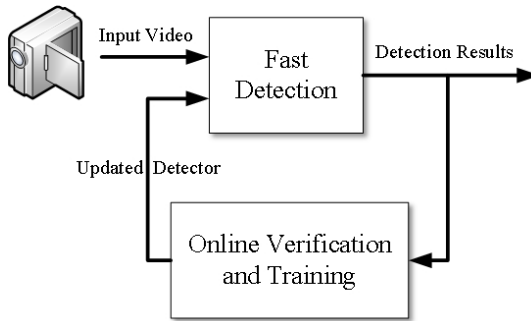 Input Video
Fast
Detection
Detection Results
Updated Detector
Online Verification
and Training